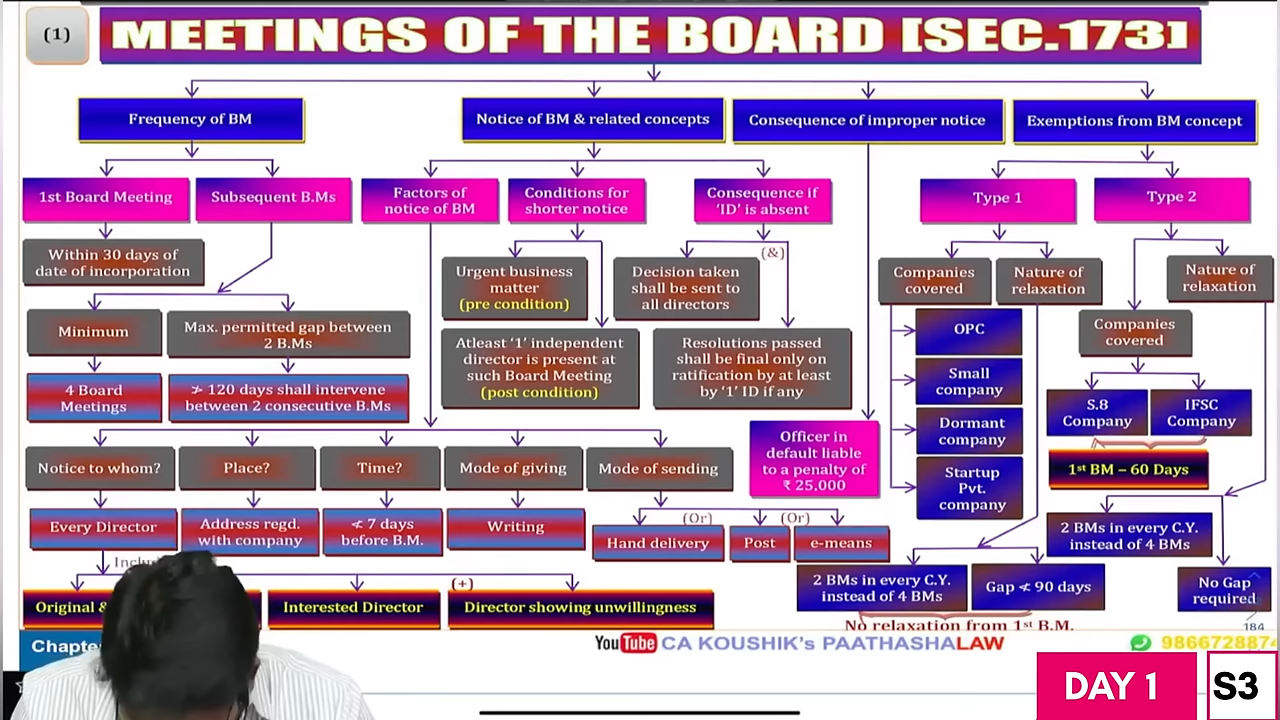 (1)
MEETINGS OF THE BOARD [SEC.173]
Frequency of BM
Notice of BM & related concepts
Consequence of improper notice
Exemptions from BM concept
1st Board Meeting
Subsequent B.Ms
Factors of
notice of BM
Conditions for
shorter notice
Consequence if
'ID' is absent
Type 1
Type 2
Within 30 days of
date of incorporation
Minimum
Max. permitted gap between
2 B.Ms
4 Board
Meetings
≯ 120 days shall intervene
between 2 consecutive B.Ms
Urgent business
matter
(pre condition)
Atleast '1' independent
director is present at
such Board Meeting
(post condition)
(&)
Decision taken
shall be sent to
all directors
Resolutions passed
shall be final only on
ratification by at least
by '1' ID if any
Officer in
default liable
to a penalty of
₹ 25,000
Companies
covered
Nature of
relaxation
OPC
Small
company
Dormant
company
Startup
Pvt.
company
Nature of
relaxation
Companies
covered
S.8
Company
IFSC
Company
1st BM – 60 Days
2 BMs in every C.Y.
instead of 4 BMs
No Gap
required
2 BMs in every C.Y.
instead of 4 BMs
Gap ≮ 90 days
No relaxation from 1st B.M.
Notice to whom?
Place?
Time?
Mode of giving
Mode of sending
Every Director
Address regd.
with company
≮ 7 days
before B.M.
Writing
(Or)
(Or)
Hand delivery
Post
e-means
(+)
Original &
Interested Director
Director showing unwillingness
184
YouTube CA KOUSHIK's PAATHASHALAW
DAY 1
S3